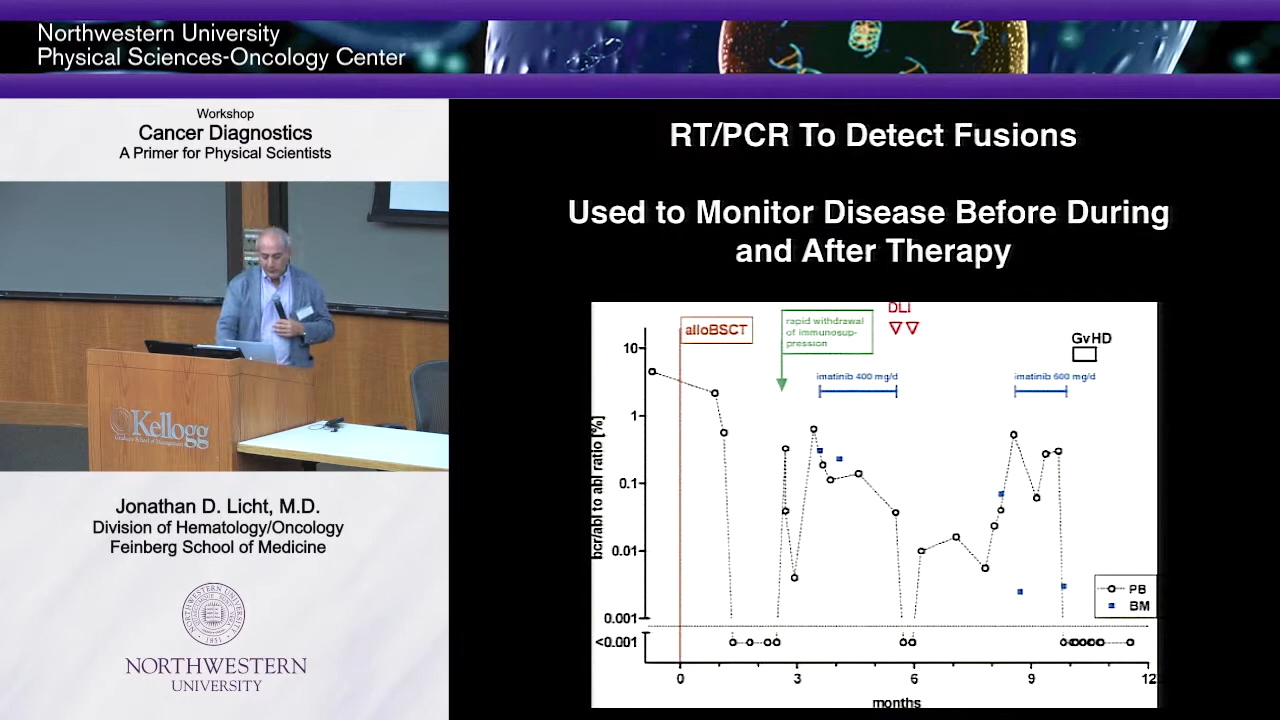 Northwestern University
Physical Sciences-Oncology Center
Workshop
Cancer Diagnostics
A Primer for Physical Scientists
Kellogg
Jonathan D. Licht, M.D.
Division of Hematology/Oncology
Feinberg School of Medicine
1851
NORTHWESTERN
UNIVERSITY
RT/PCR To Detect Fusions
Used to Monitor Disease Before During
and After Therapy
DLI
alloBSCT
rapid withdrawal
of immunosup-
pression
GvHD
imatinib 400 mg/d
imatinib 600 mg/d
bcr/abl to abl ratio [%]
10
1
0.1
0.01
0.001
<0.001
PB
BM
0 3 6 9 12
months